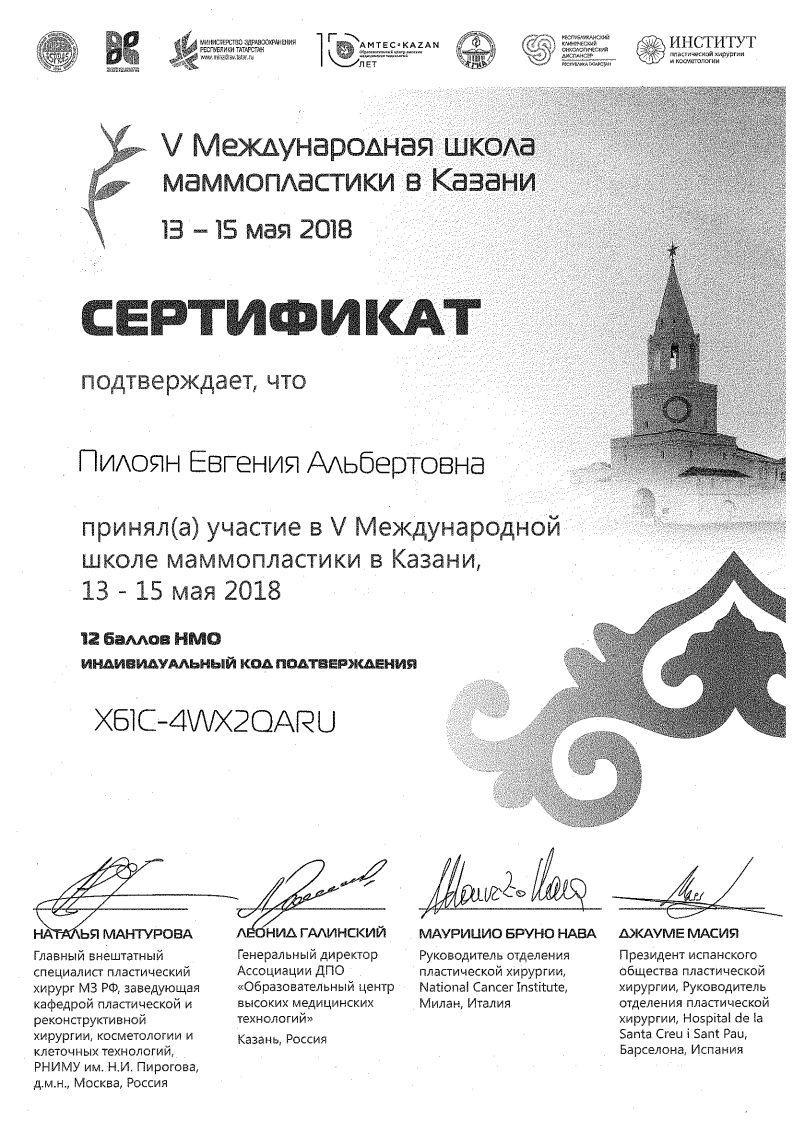 МИНИСТЕРСТВО ЗДРАВООХРАНЕНИЯ
РЕСПУБЛИКИ ТАТАРСТАН
www.minzdrav.tatar.ru
10 ЛЕТ
АМТЕС-KAZAN
РЕСПУБЛИКАНСКИЙ
КЛИНИЧЕСКИЙ
ОНКОЛОГИЧЕСКИЙ
ДИСПАНСЕР
РЕСПУБЛИКА ТАТАРСТАН
ИНСТИТУТ
пластической хирургии
и косметологии
V Международная школа
маммопластики в Казани
13 – 15 мая 2018
СЕРТИФИКАТ
подтверждает, что
Пилоян Евгения Альбертовна
принял(а) участие в V Международной
школе маммопластики в Казани,
13 - 15 мая 2018
12 баллов НМО
ИНДИВИДУАЛЬНЫЙ КОД ПОДТВЕРЖДЕНИЯ
X61C-4WX2QARU
НАТАЛЬЯ МАНТУРОВА
Главный внештатный
специалист пластический
хирург МЗ РФ, заведующая
кафедрой пластической и
реконструктивной
хирургии, косметологии и
клеточных технологий,
РНИМУ им. Н.И. Пирогова,
д.м.н., Москва, Россия
ЛЕОНИД ГАЛИНСКИЙ
Генеральный директор
Ассоциации ДПО
«Образовательный центр
высоких медицинских
технологий»
Казань, Россия
МАУРИЦИО БРУНО НАВА
Руководитель отделения
пластической хирургии,
National Cancer Institute,
Милан, Италия
ДЖАУМЕ МАСИЯ
Президент испанского
общества пластической
хирургии, Руководитель
отделения пластической
хирургии, Hospital de la
Santa Creu i Sant Pau,
Барселона, Испания